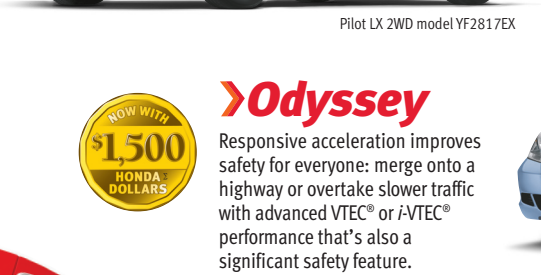 Pilot LX 2WD model YF2817EX
Odyssey
NOW WITH
$1,500
HONDA
DOLLARS
Responsive acceleration improves
safety for everyone: merge onto a
highway or overtake slower traffic
with advanced VTEC® or i-VTEC®
performance that's also a
significant safety feature.